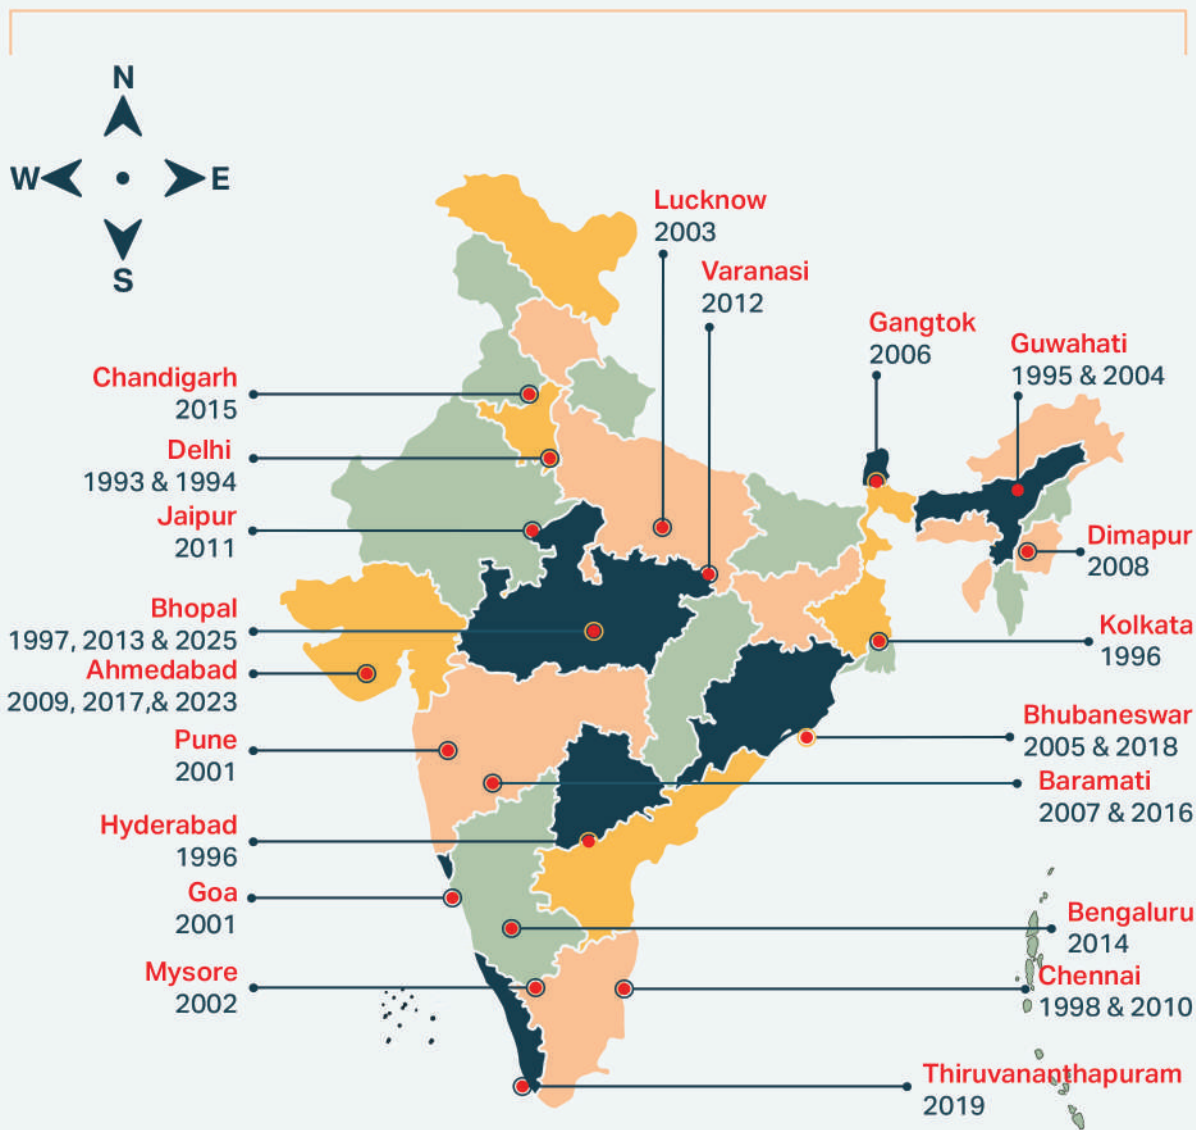 N
W
E
S
Lucknow
2003
Varanasi
2012
Gangtok
2006
Guwahati
1995 & 2004
Chandigarh
2015
Delhi
1993 & 1994
Jaipur
2011
Dimapur
2008
Bhopal
1997, 2013 & 2025
Kolkata
1996
Ahmedabad
2009, 2017,& 2023
Bhubaneswar
2005 & 2018
Pune
2001
Baramati
2007 & 2016
Hyderabad
1996
Goa
2001
Bengaluru
2014
Mysore
2002
Chennai
1998 & 2010
Thiruvananthapuram
2019